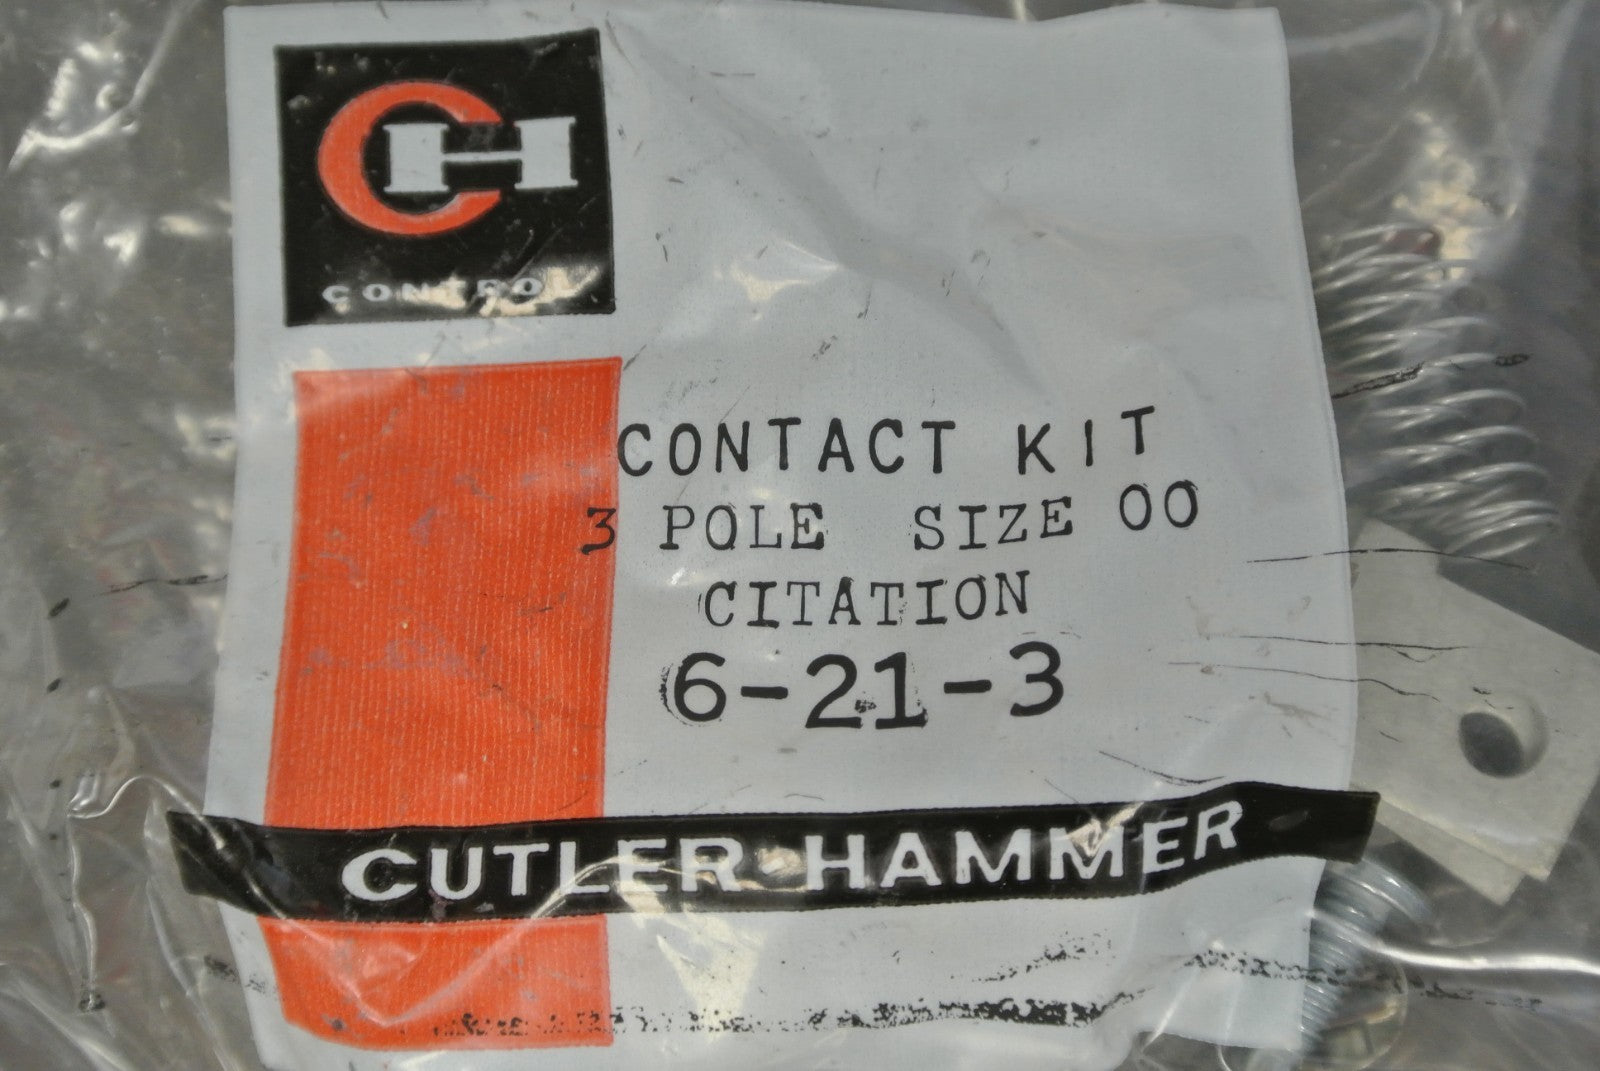 CH
CONTROL
CONTACT KIT
3 POLE SIZE 00
CITATION
6-21-3
CUTLER-HAMMER